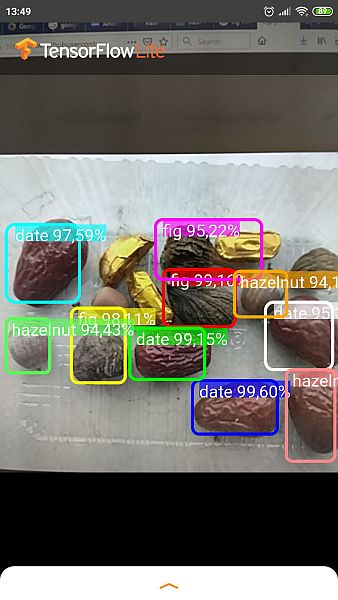 13:49
89
Search
TensorFlow Lite
date 97,59%
fig 95,22%
fig 99,16
hazelnut 94,1
date 95
fig 98,11%
hazelnut 94,43%
date 99,15%
date 99,60%
hazeln